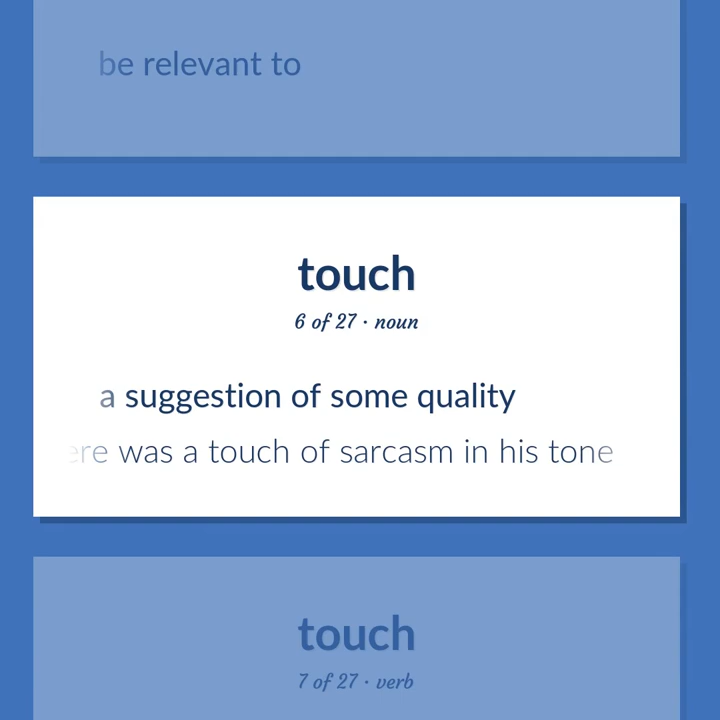 be relevant to
touch
6 of 27 · noun
a suggestion of some quality
ere was a touch of sarcasm in his tone
touch
7 of 27 · verb